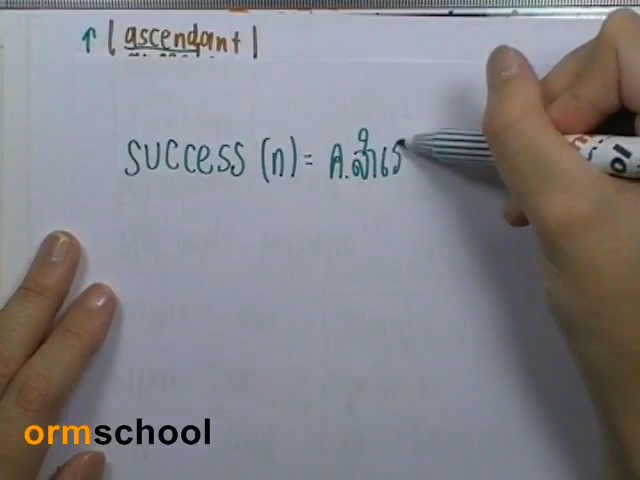 ↑ ( ascendant )
success (n) = ค.สำเร
ormschool